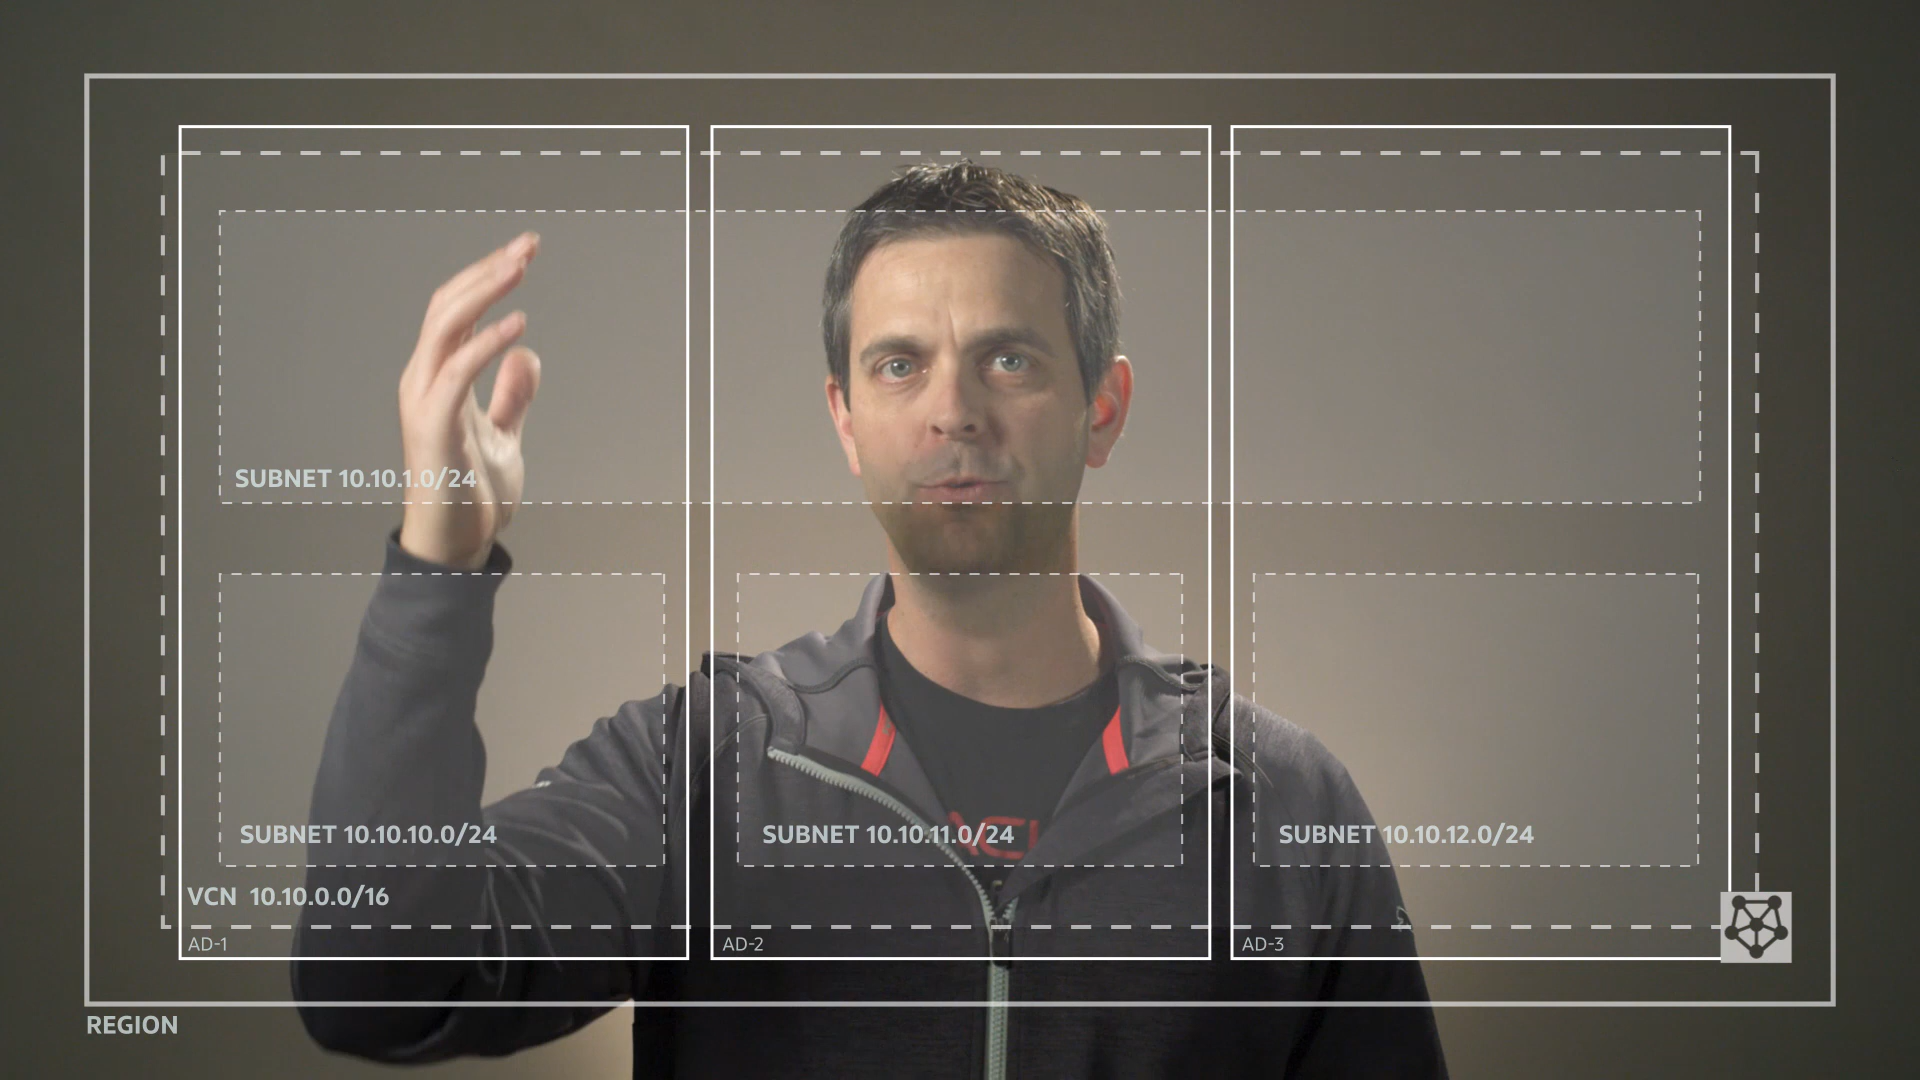 SUBNET 10.10.1.0/24
SUBNET 10.10.10.0/24
SUBNET 10.10.11.0/24
SUBNET 10.10.12.0/24
VCN 10.10.0.0/16
AD-1
AD-2
AD-3
REGION